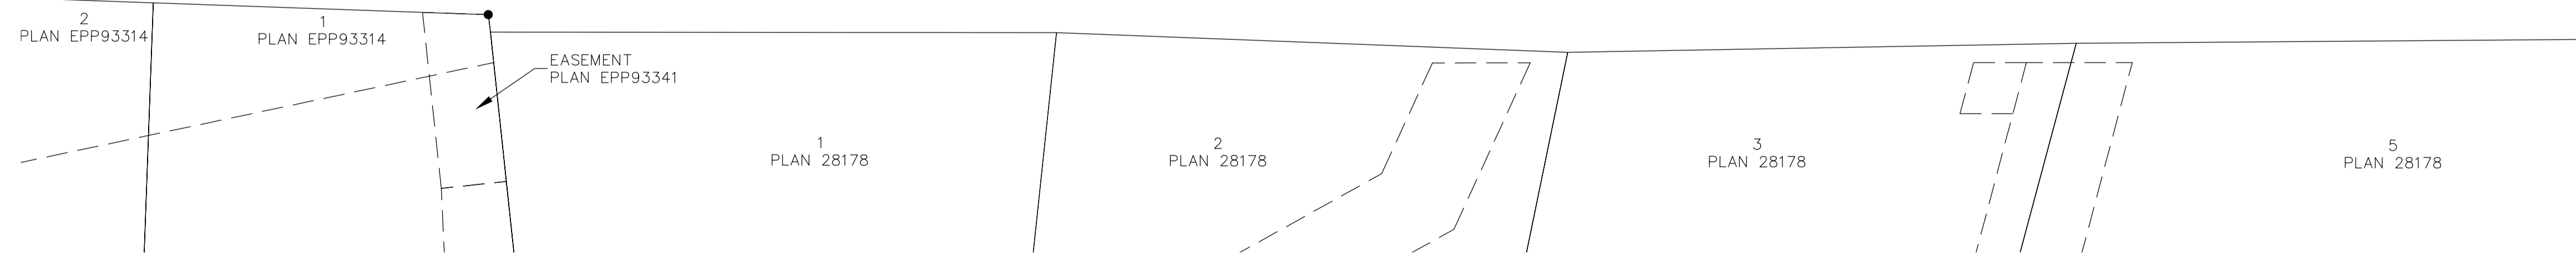 2
PLAN EPP93314
1
PLAN EPP93314
EASEMENT
PLAN EPP93341
1
PLAN 28178
2
PLAN 28178
3
PLAN 28178
5
PLAN 28178